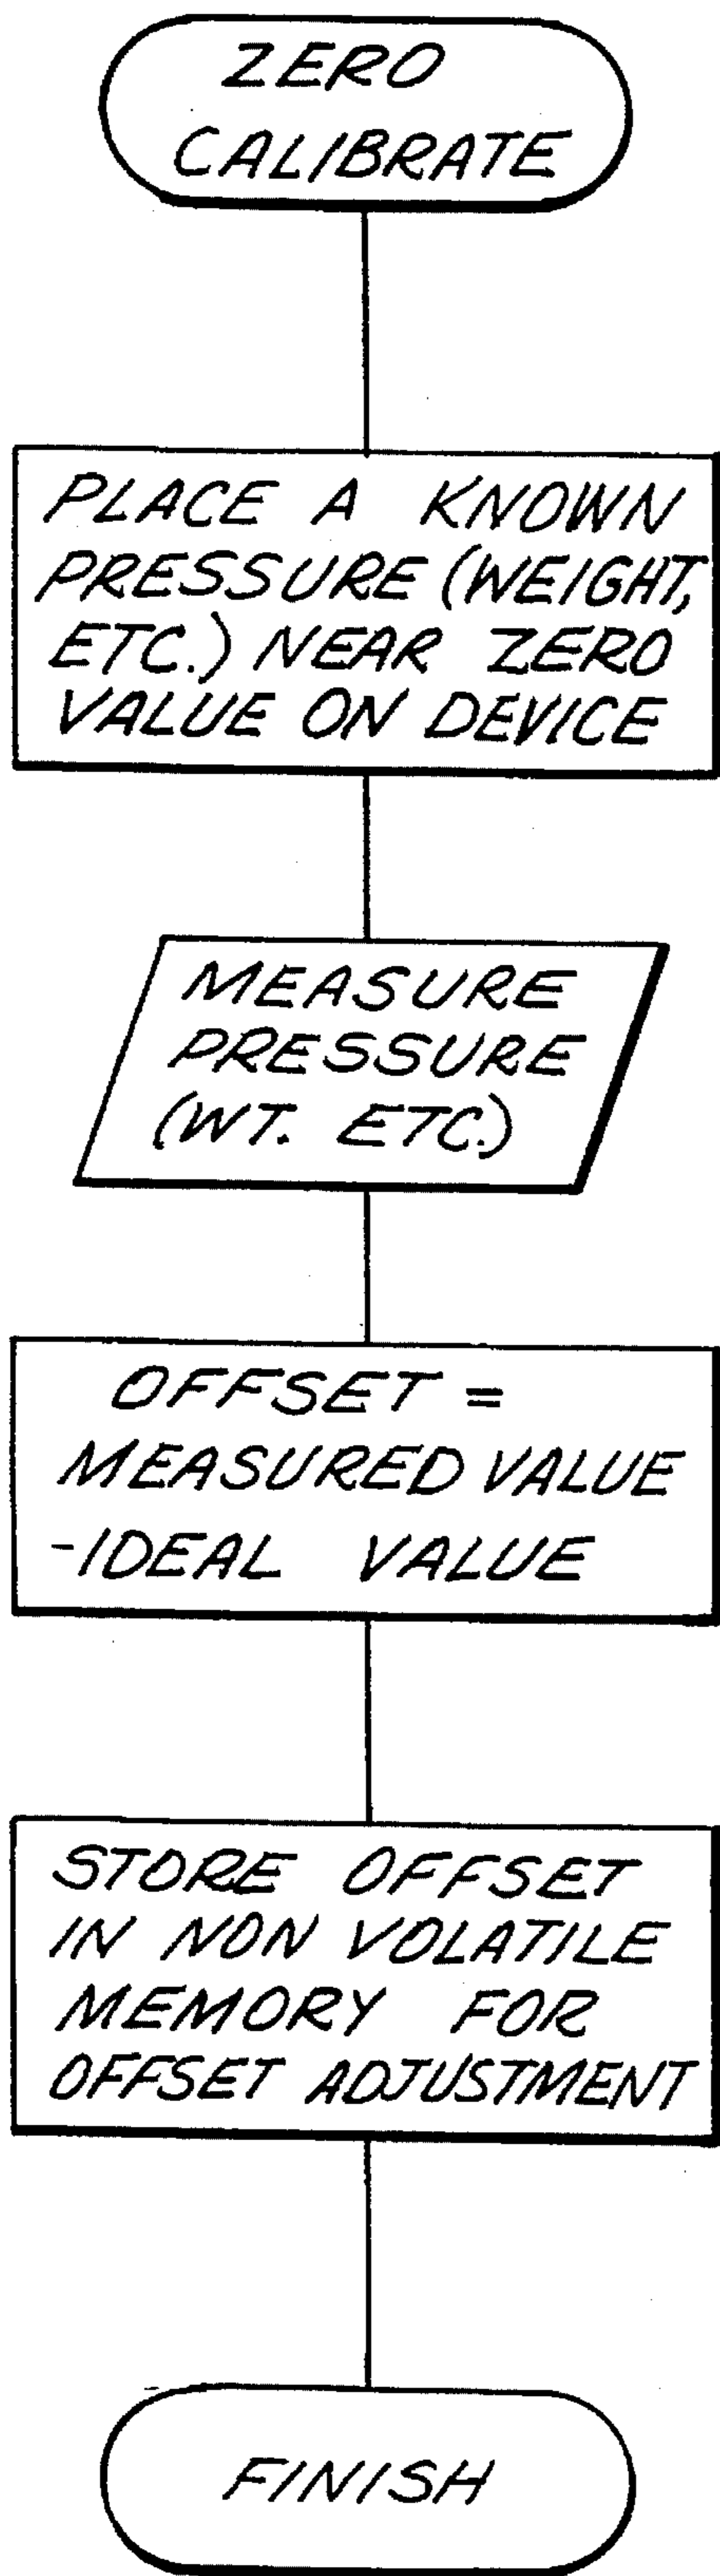 ZERO
CALIBRATE
PLACE A KNOWN
PRESSURE (WEIGHT,
ETC.) NEAR ZERO
VALUE ON DEVICE
MEASURE
PRESSURE
(WT. ETC.)
OFFSET =
MEASURED VALUE
-IDEAL VALUE
STORE OFFSET
IN NON VOLATILE
MEMORY FOR
OFFSET ADJUSTMENT
FINISH